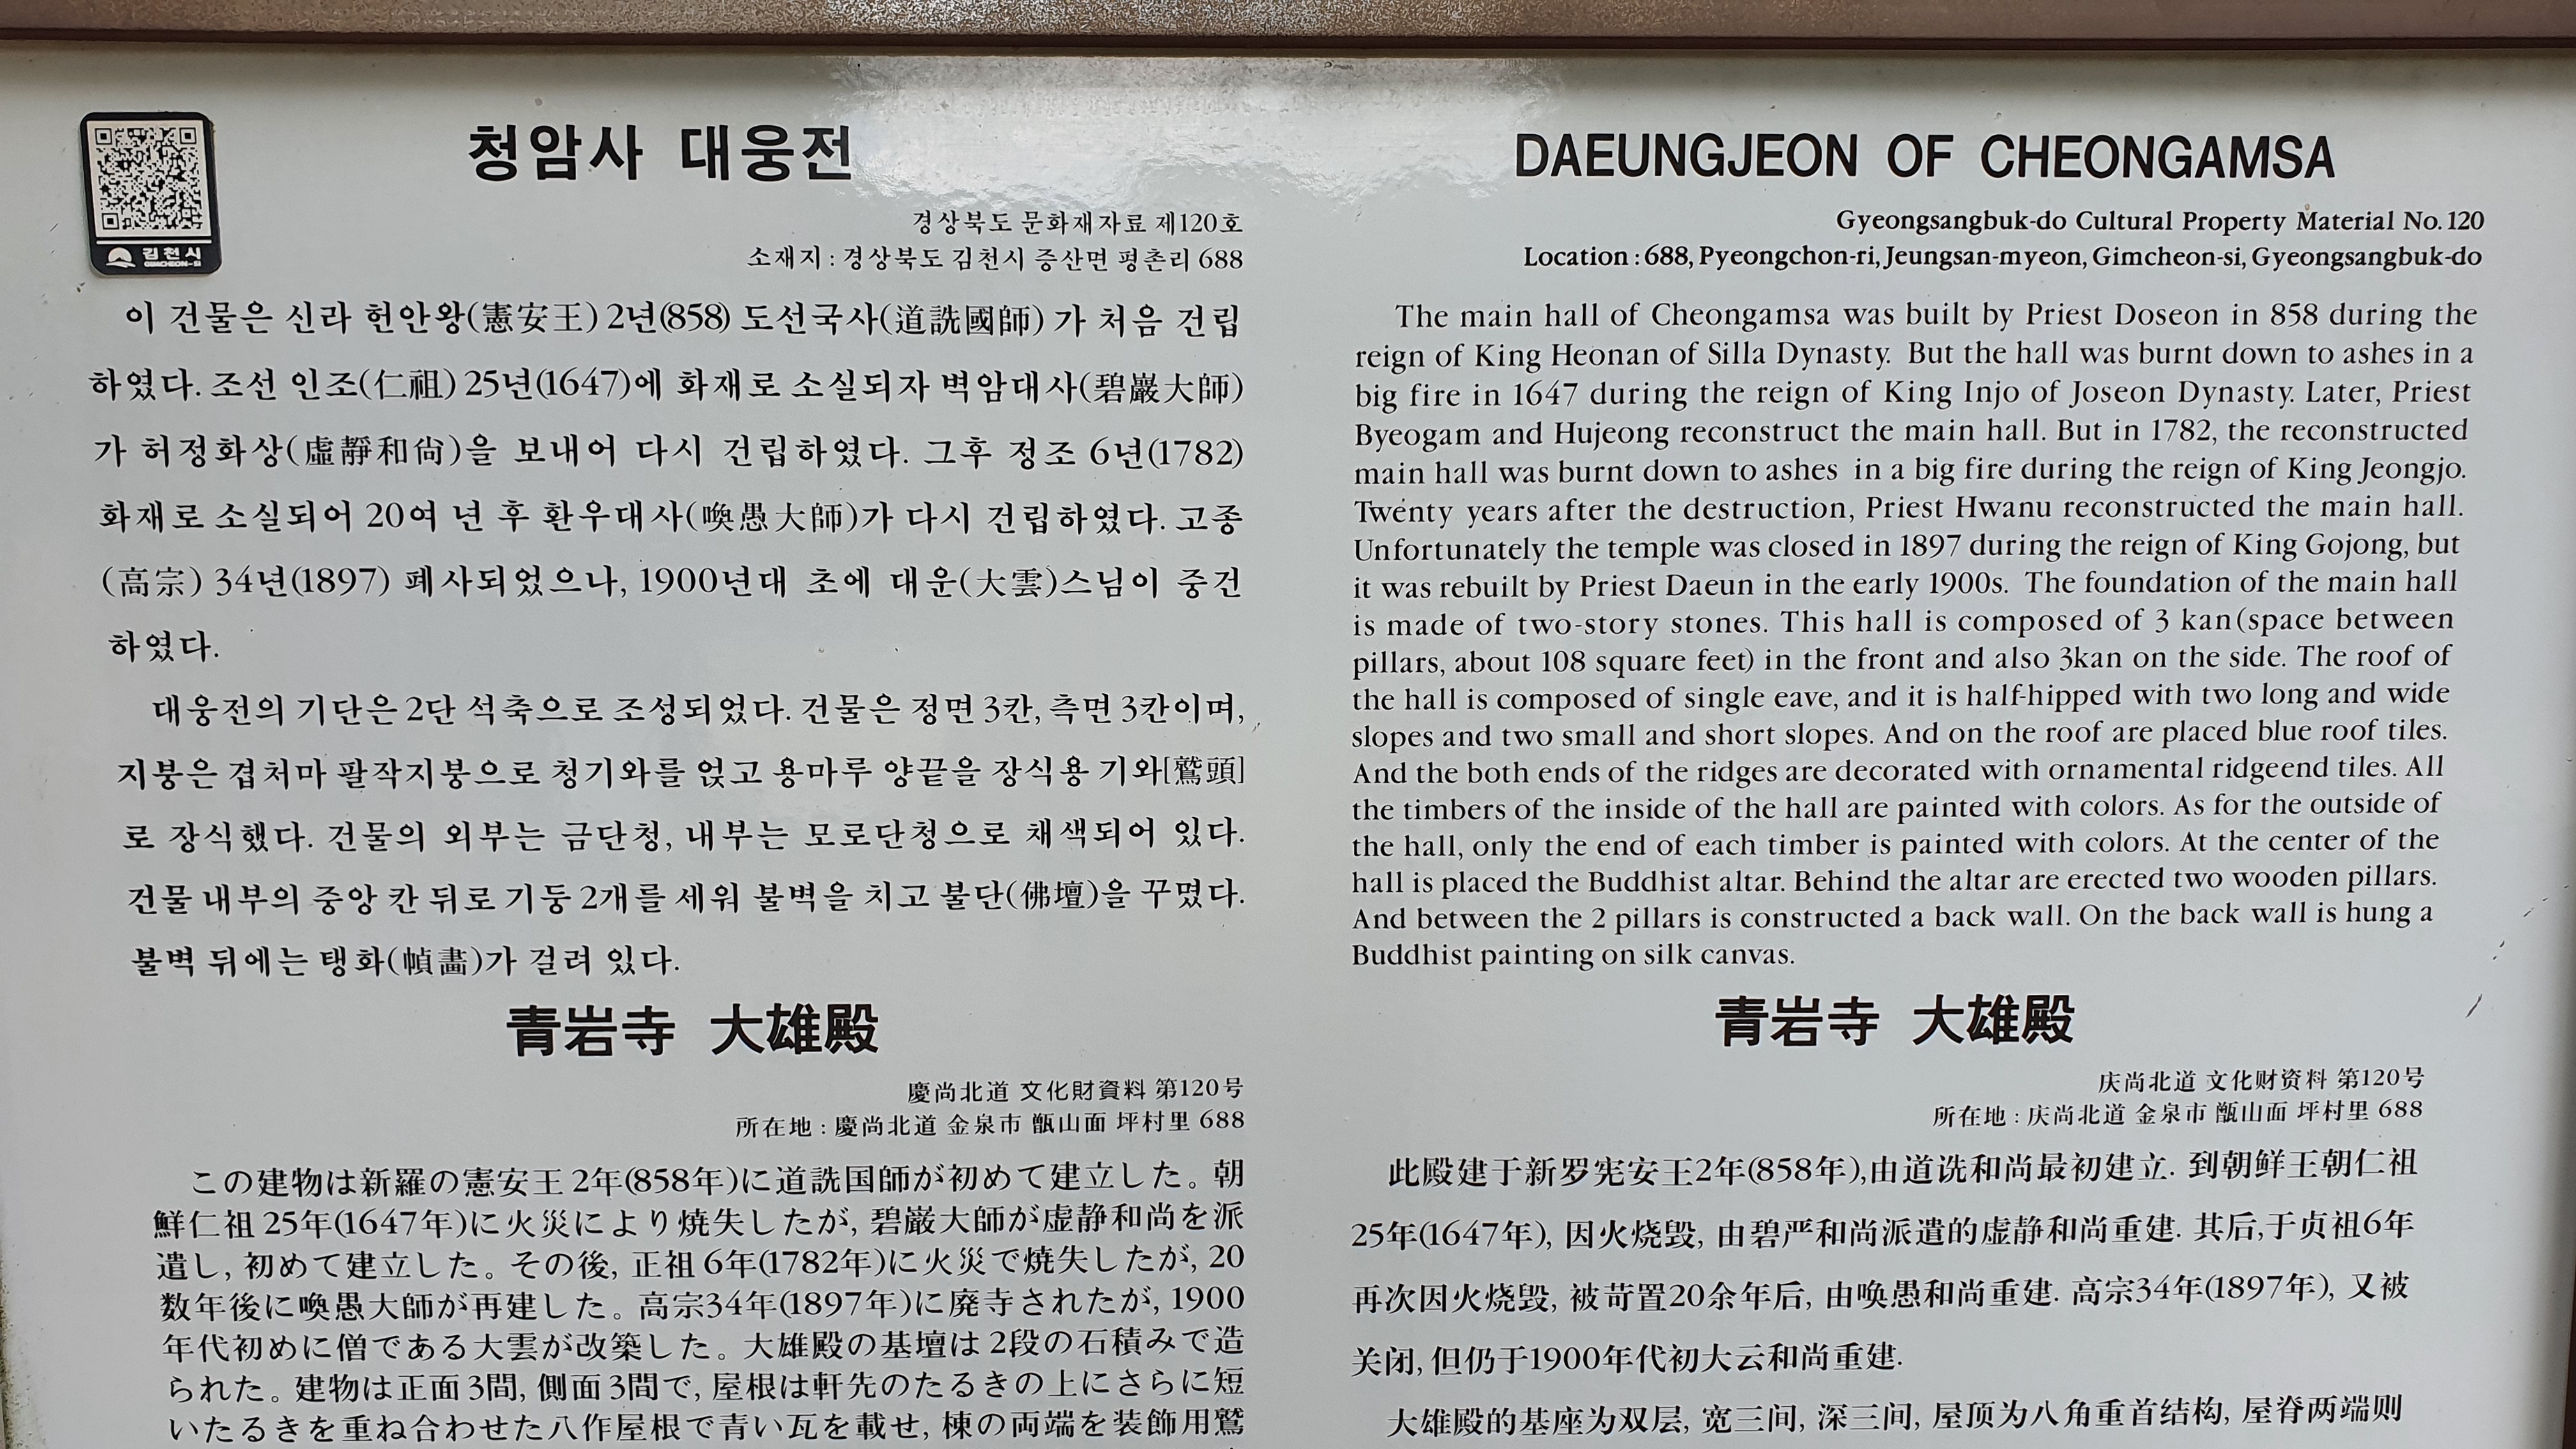 김천시
GIMCHEON-SI
청암사 대웅전
경상북도 문화재자료 제120호
소재지 : 경상북도 김천시 증산면 평촌리 688
이 건물은 신라 헌안왕(憲安王) 2년(858) 도선국사(道詵國師) 가 처음 건립
하였다. 조선 인조(仁祖) 25년(1647)에 화재로 소실되자 벽암대사(碧巖大師)
가 허정화상(虛靜和尙)을 보내어 다시 건립하였다. 그후 정조 6년(1782)
화재로 소실되어 20여 년 후 환우대사(喚愚大師)가 다시 건립하였다. 고종
(高宗) 34년(1897) 폐사되었으나, 1900년대 초에 대운(大雲)스님이 중건
하였다.
대웅전의 기단은 2단 석축으로 조성되었다. 건물은 정면 3칸, 측면 3칸이며,
지붕은 겹처마 팔작지붕으로 청기와를 얹고 용마루 양끝을 장식용 기와[鷲頭]
로 장식했다. 건물의 외부는 금단청, 내부는 모로단청으로 채색되어 있다.
건물 내부의 중앙 칸 뒤로 기둥 2개를 세워 불벽을 치고 불단(佛壇)을 꾸몄다.
불벽 뒤에는 탱화(幀畵)가 걸려 있다.
DAEUNGJEON OF CHEONGAMSA
Gyeongsangbuk-do Cultural Property Material No. 120
Location : 688, Pyeongchon-ri, Jeungsan-myeon, Gimcheon-si, Gyeongsangbuk-do
The main hall of Cheongamsa was built by Priest Doseon in 858 during the
reign of King Heonan of Silla Dynasty. But the hall was burnt down to ashes in a
big fire in 1647 during the reign of King Injo of Joseon Dynasty. Later, Priest
Byeogam and Hujeong reconstruct the main hall. But in 1782, the reconstructed
main hall was burnt down to ashes in a big fire during the reign of King Jeongjo.
Twenty years after the destruction, Priest Hwanu reconstructed the main hall.
Unfortunately the temple was closed in 1897 during the reign of King Gojong, but
it was rebuilt by Priest Daeun in the early 1900s. The foundation of the main hall
is made of two-story stones. This hall is composed of 3 kan(space between
pillars, about 108 square feet) in the front and also 3kan on the side. The roof of
the hall is composed of single eave, and it is half-hipped with two long and wide
slopes and two small and short slopes. And on the roof are placed blue roof tiles.
And the both ends of the ridges are decorated with ornamental ridgeend tiles. All
the timbers of the inside of the hall are painted with colors. As for the outside of
the hall, only the end of each timber is painted with colors. At the center of the
hall is placed the Buddhist altar. Behind the altar are erected two wooden pillars.
And between the 2 pillars is constructed a back wall. On the back wall is hung a
Buddhist painting on silk canvas.
青岩寺 大雄殿
慶尚北道 文化財資料 第120号
所在地 : 慶尚北道 金泉市 甑山面 坪村里 688
この建物は新羅の憲安王 2年(858年)に道詵国師が初めて建立した。朝
鮮仁祖 25年(1647年)に火災により焼失したが, 碧巌大師が虚静和尚を派
遣し, 初めて建立した。その後, 正祖 6年(1782年)に火災で焼失したが, 20
数年後に喚愚大師が再建した。高宗34年(1897年)に廃寺されたが, 1900
年代初めに僧である大雲が改築した。大雄殿の基壇は 2段の石積みで造
られた。建物は正面 3間, 側面 3間で, 屋根は軒先のたるきの上にさらに短
いたるきを重ね合わせた八作屋根で青い瓦を載せ, 棟の両端を装飾用鷲
青岩寺 大雄殿
庆尚北道 文化财资料 第120号
所在地 : 庆尚北道 金泉市 甑山面 坪村里 688
此殿建于新罗宪安王2年(858年),由道诜和尚最初建立. 到朝鲜王朝仁祖
25年(1647年), 因火烧毁, 由碧严和尚派遣的虚静和尚重建. 其后,于贞祖6年
再次因火烧毁, 被苛置20余年后, 由唤愚和尚重建. 高宗34年(1897年), 又被
关闭, 但仍于1900年代初大云和尚重建.
大雄殿的基座为双层, 宽三间, 深三间, 屋顶为八角重首结构, 屋脊两端则